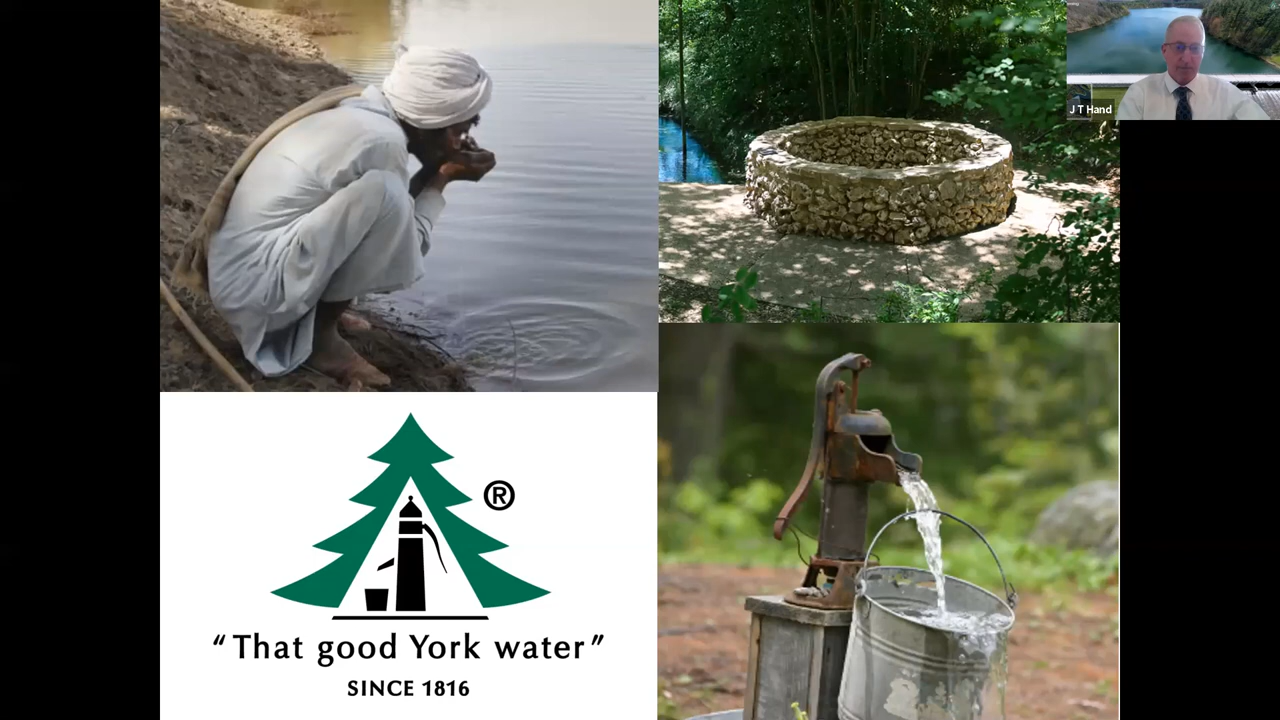 J T Hand
®
“That good York water”
SINCE 1816